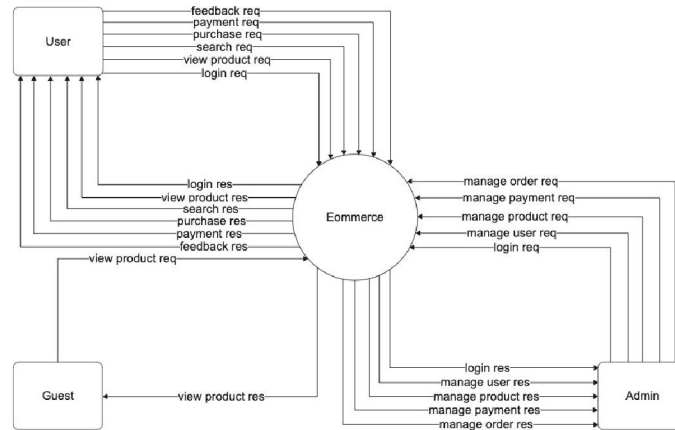 feedback req
payment req
purchase req
search req
view product req
login req
User
login res
view product res
search res
purchase res
payment res
feedback res
view product req
Eommerce
manage order req
manage payment req
manage product req
manage user req
login req
Guest
view product res
login res
manage user res
manage product res
manage payment res
manage order res
Admin